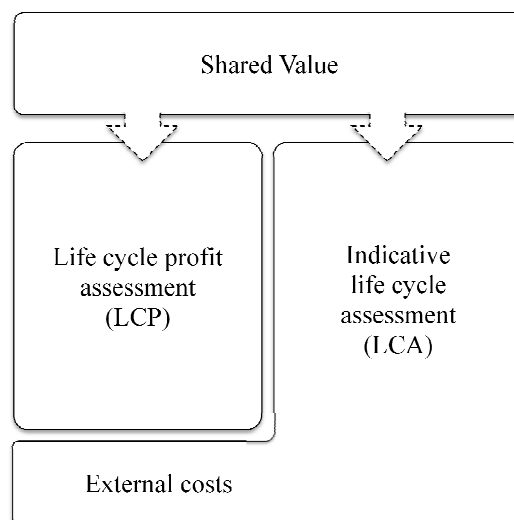 Shared Value
Life cycle profit
assessment
(LCP)
Indicative
life cycle
assessment
(LCA)
External costs